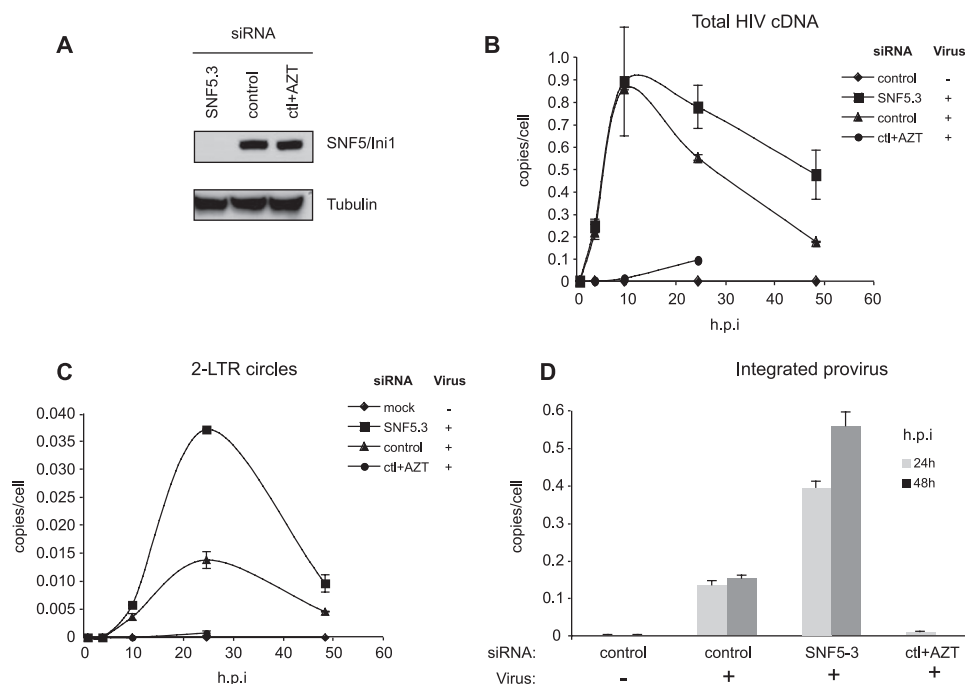 A
siRNA
SNF5.3
control
ctl+AZT
SNF5/Ini1
Tubulin
B
Total HIV cDNA
siRNA Virus
control -
SNF5.3 +
control +
ctl+AZT +
copies/cell
1.0
0.9
0.8
0.7
0.6
0.5
0.4
0.3
0.2
0.1
0
0 10 20 30 40 50 60
h.p.i
C
2-LTR circles
siRNA Virus
mock -
SNF5.3 +
control +
ctl+AZT +
copies/cell
0.040
0.035
0.030
0.025
0.020
0.015
0.010
0.005
0
0 10 20 30 40 50 60
h.p.i
D
Integrated provirus
h.p.i
24h
48h
copies/cell
0.6
0.5
0.4
0.3
0.2
0.1
0
siRNA: control control SNF5-3 ctl+AZT
Virus: - + + +